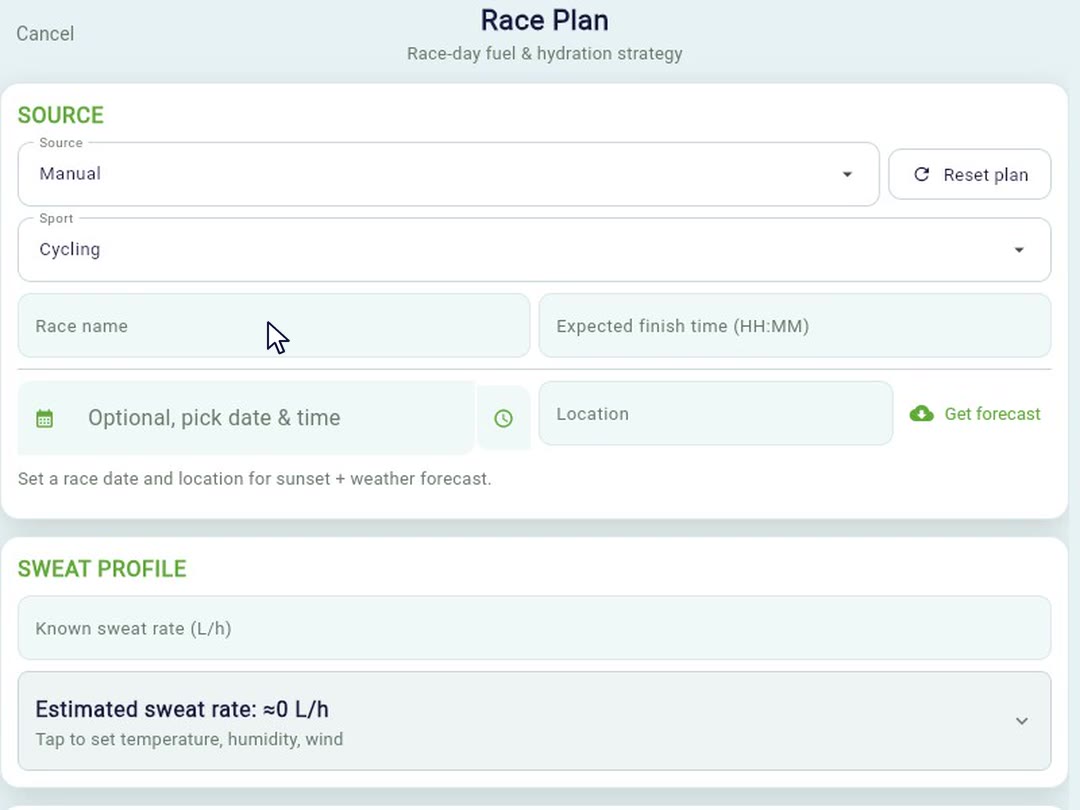 Cancel
Race Plan
Race-day fuel & hydration strategy
SOURCE
Source
Manual
Reset plan
Sport
Cycling
Race name
Expected finish time (HH:MM)
Optional, pick date & time
Location
Get forecast
Set a race date and location for sunset + weather forecast.
SWEAT PROFILE
Known sweat rate (L/h)
Estimated sweat rate: ≈0 L/h
Tap to set temperature, humidity, wind